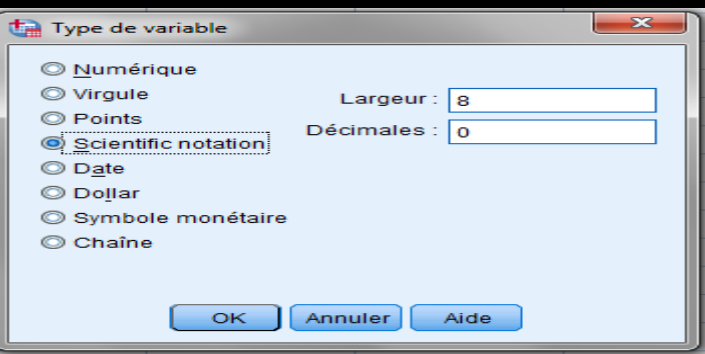 Type de variable
Numérique
Virgule
Largeur : 8
Points
Décimales : 0
Scientific notation
Date
Dollar
Symbole monétaire
Chaîne
OK Annuler Aide